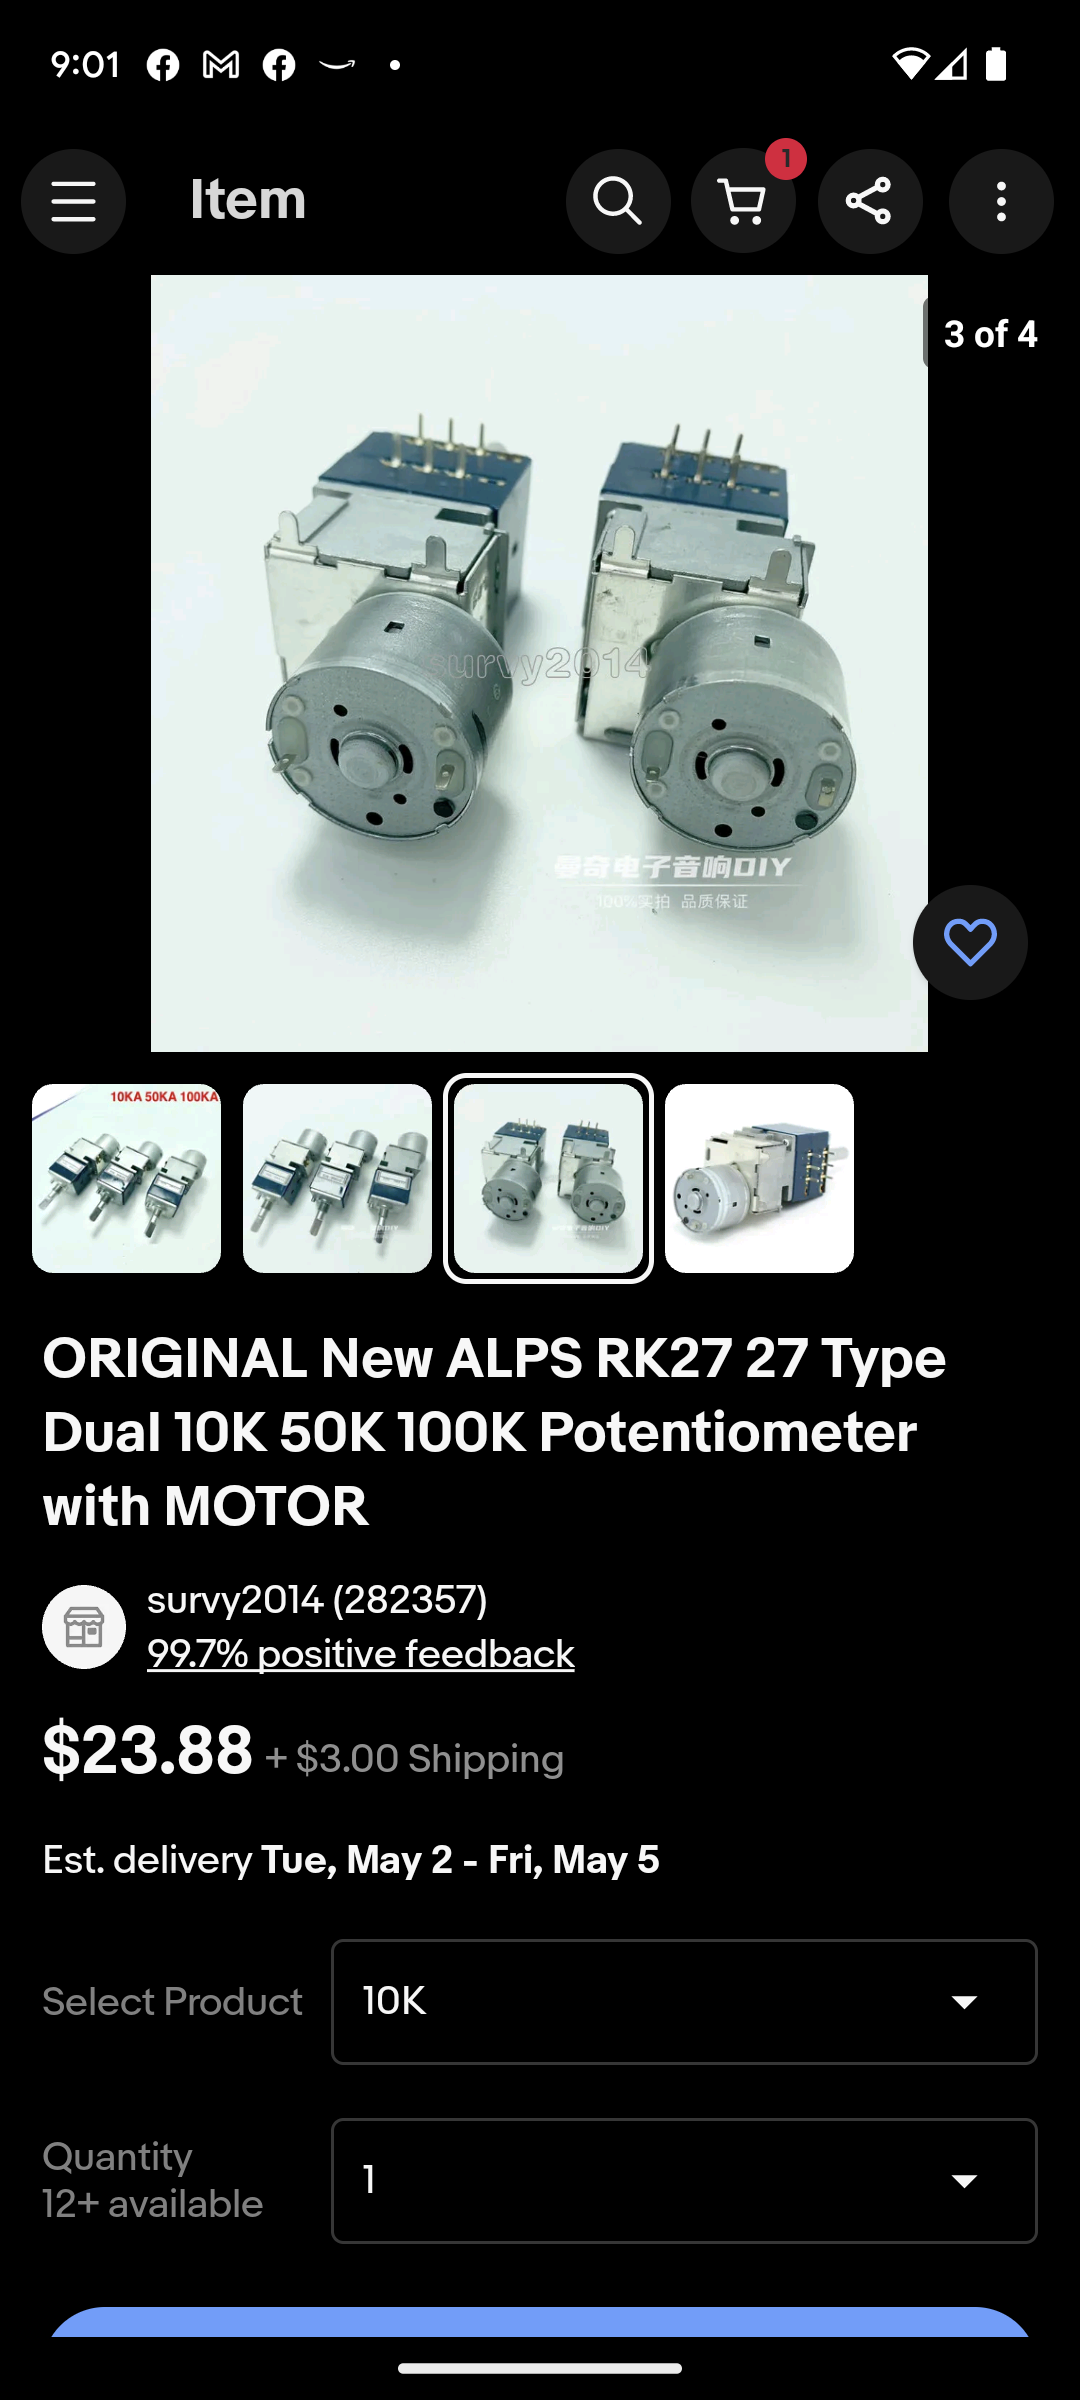 9:01
Item
1
3 of 4
survy2014
曼奇电子音响DIY
100%实拍 品质保证
10KA 50KA 100KA
ORIGINAL New ALPS RK27 27 Type
Dual 10K 50K 100K Potentiometer
with MOTOR
survy2014 (282357)
99.7% positive feedback
$23.88 + $3.00 Shipping
Est. delivery Tue, May 2 - Fri, May 5
Select Product
10K
Quantity
12+ available
1